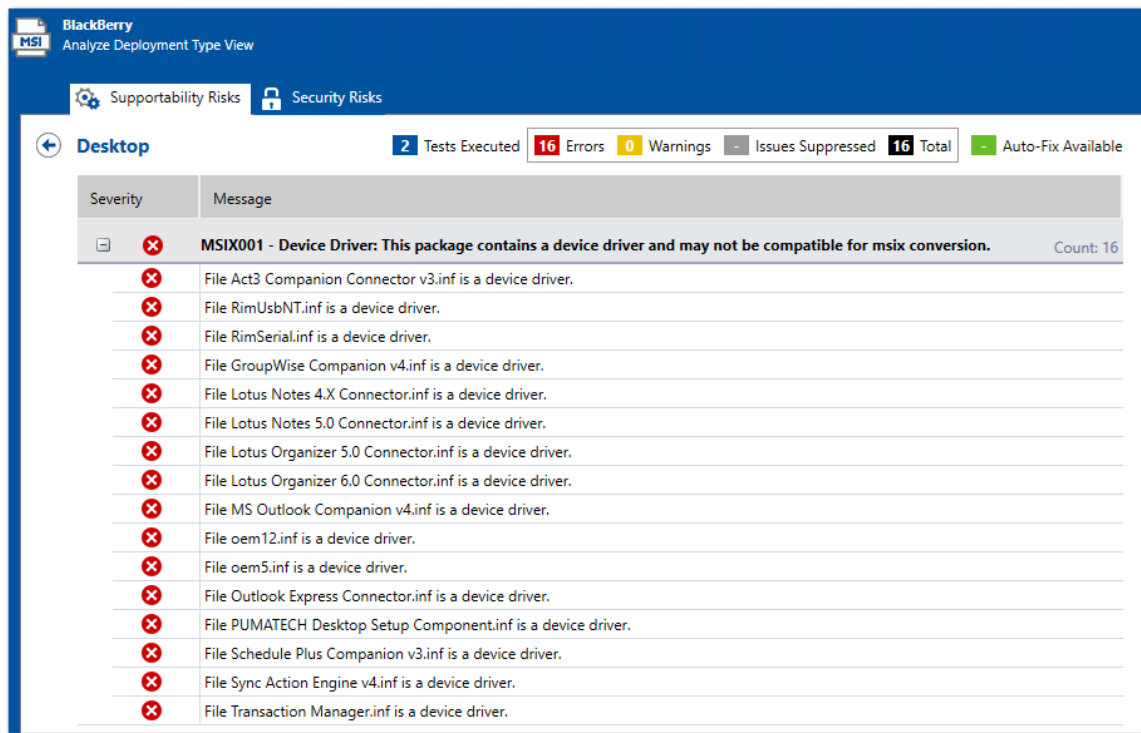 BlackBerry
MSI
Analyze Deployment Type View
Supportability Risks Security Risks
Desktop 2 Tests Executed 16 Errors 0 Warnings - Issues Suppressed 16 Total - Auto-Fix Available
Severity Message
MSIX001 - Device Driver: This package contains a device driver and may not be compatible for msix conversion. Count: 16
File Act3 Companion Connector v3.inf is a device driver.
File RimUsbNT.inf is a device driver.
File RimSerial.inf is a device driver.
File GroupWise Companion v4.inf is a device driver.
File Lotus Notes 4.X Connector.inf is a device driver.
File Lotus Notes 5.0 Connector.inf is a device driver.
File Lotus Organizer 5.0 Connector.inf is a device driver.
File Lotus Organizer 6.0 Connector.inf is a device driver.
File MS Outlook Companion v4.inf is a device driver.
File oem12.inf is a device driver.
File oem5.inf is a device driver.
File Outlook Express Connector.inf is a device driver.
File PUMATECH Desktop Setup Component.inf is a device driver.
File Schedule Plus Companion v3.inf is a device driver.
File Sync Action Engine v4.inf is a device driver.
File Transaction Manager.inf is a device driver.